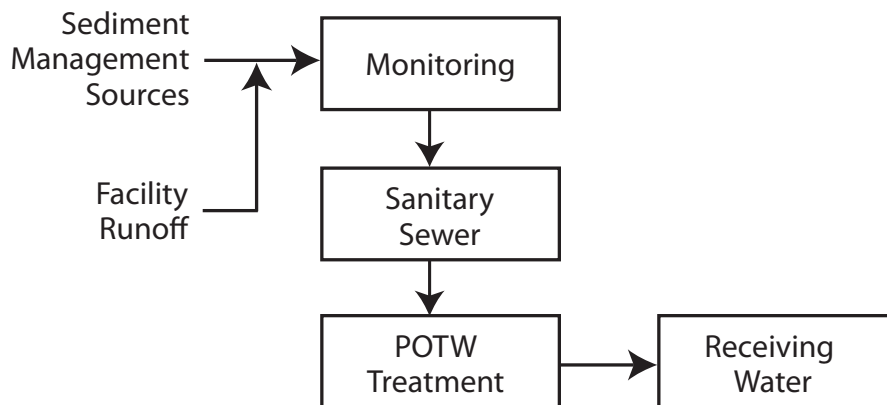 Sediment
Management
Sources
Monitoring
Facility
Runoff
Sanitary
Sewer
POTW
Treatment
Receiving
Water